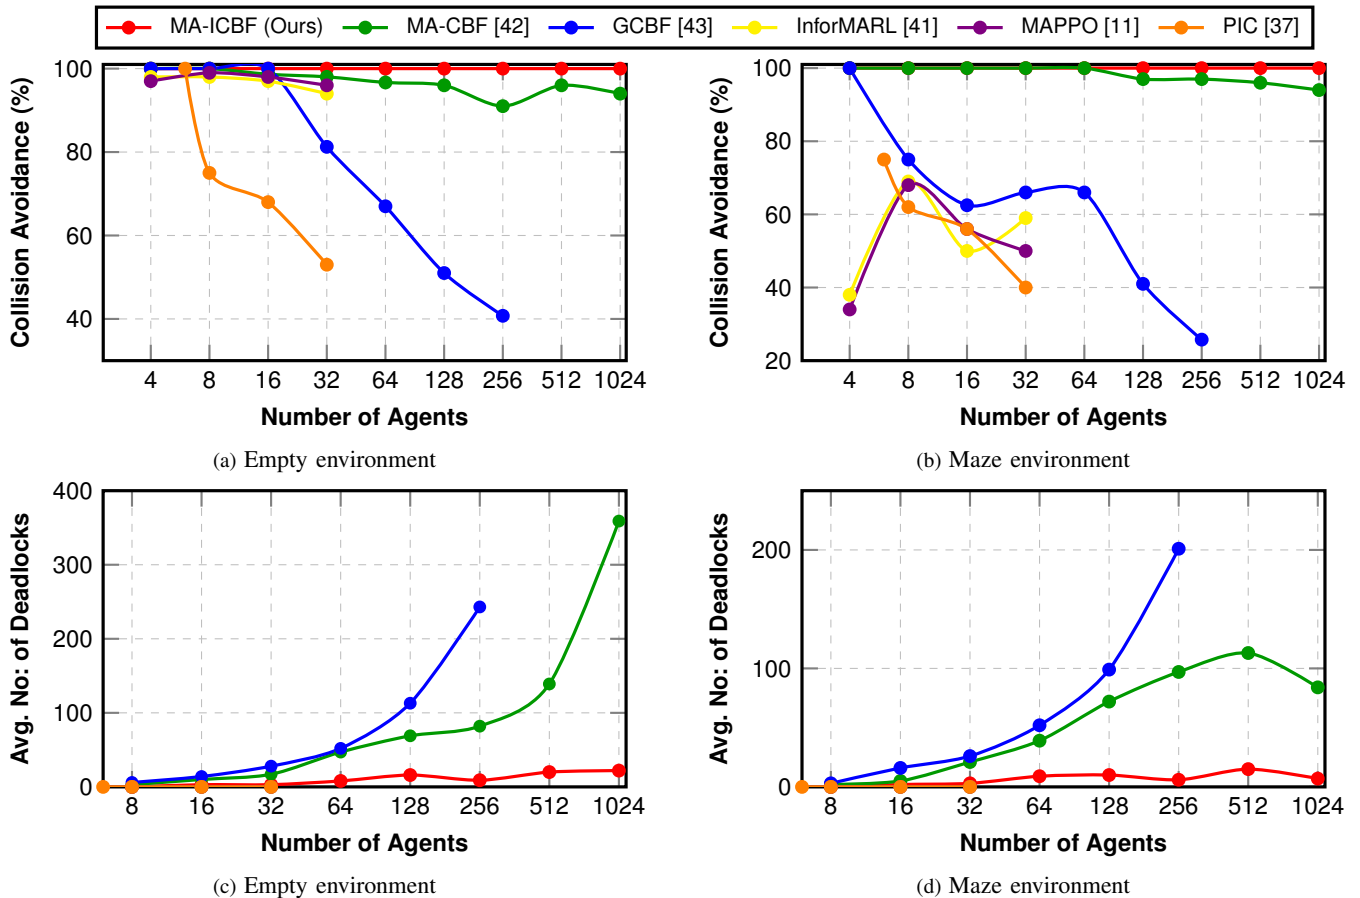 MA-ICBF (Ours) MA-CBF [42] GCBF [43] InforMARL [41] MAPPO [11] PIC [37]
Collision Avoidance (%)
100
80
60
40
4 8 16 32 64 128 256 512 1024
Number of Agents
(a) Empty environment
Collision Avoidance (%)
100
80
60
40
20
4 8 16 32 64 128 256 512 1024
Number of Agents
(b) Maze environment
Avg. No: of Deadlocks
400
300
200
100
0
8 16 32 64 128 256 512 1024
Number of Agents
(c) Empty environment
Avg. No: of Deadlocks
200
100
0
8 16 32 64 128 256 512 1024
Number of Agents
(d) Maze environment